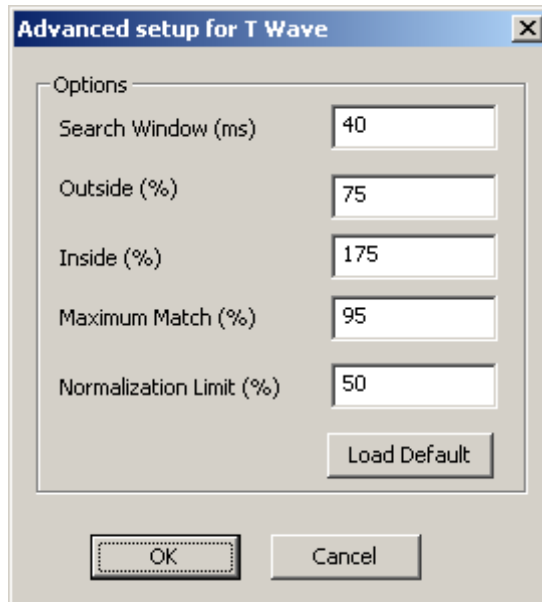 Advanced setup for T Wave
Options
Search Window (ms) 40
Outside (%) 75
Inside (%) 175
Maximum Match (%) 95
Normalization Limit (%) 50
Load Default
OK Cancel